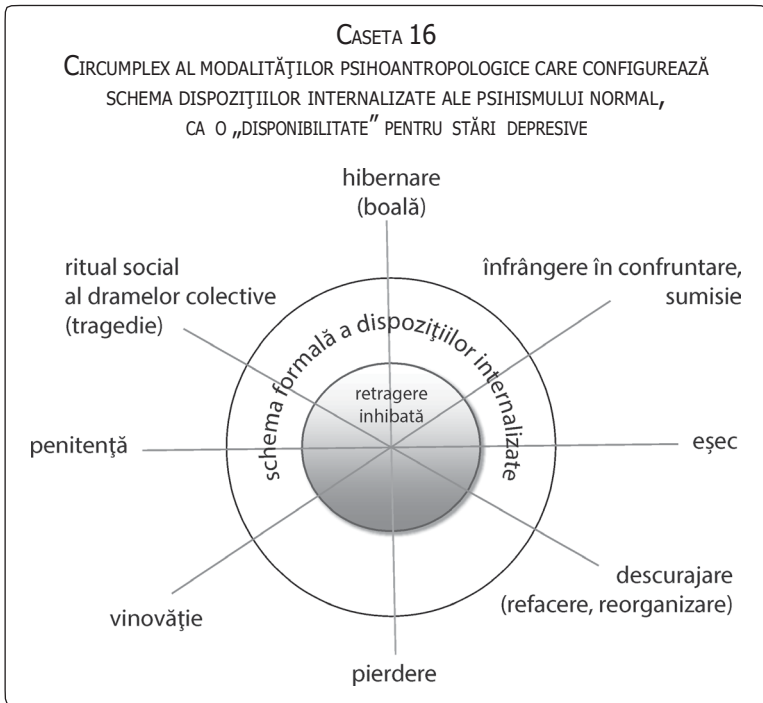 CASETA 16
CIRCUMPLEX AL MODALITĂŢILOR PSIHOANTROPOLOGICE CARE CONFIGUREAZĂ
SCHEMA DISPOZIŢIILOR INTERNALIZATE ALE PSIHISMULUI NORMAL,
CA O „DISPONIBILITATE” PENTRU STĂRI DEPRESIVE
hibernare
(boală)
ritual social
al dramelor colective
(tragedie)
înfrângere în confruntare,
sumisie
schema formală a dispoziţiilor internalizate
retragere
inhibată
penitenţă
eșec
descurajare
(refacere, reorganizare)
vinovăţie
pierdere